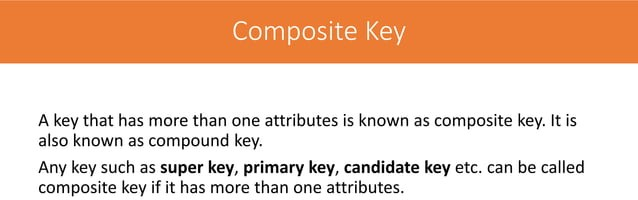 Composite Key
A key that has more than one attributes is known as composite key. It is
also known as compound key.
Any key such as super key, primary key, candidate key etc. can be called
composite key if it has more than one attributes.